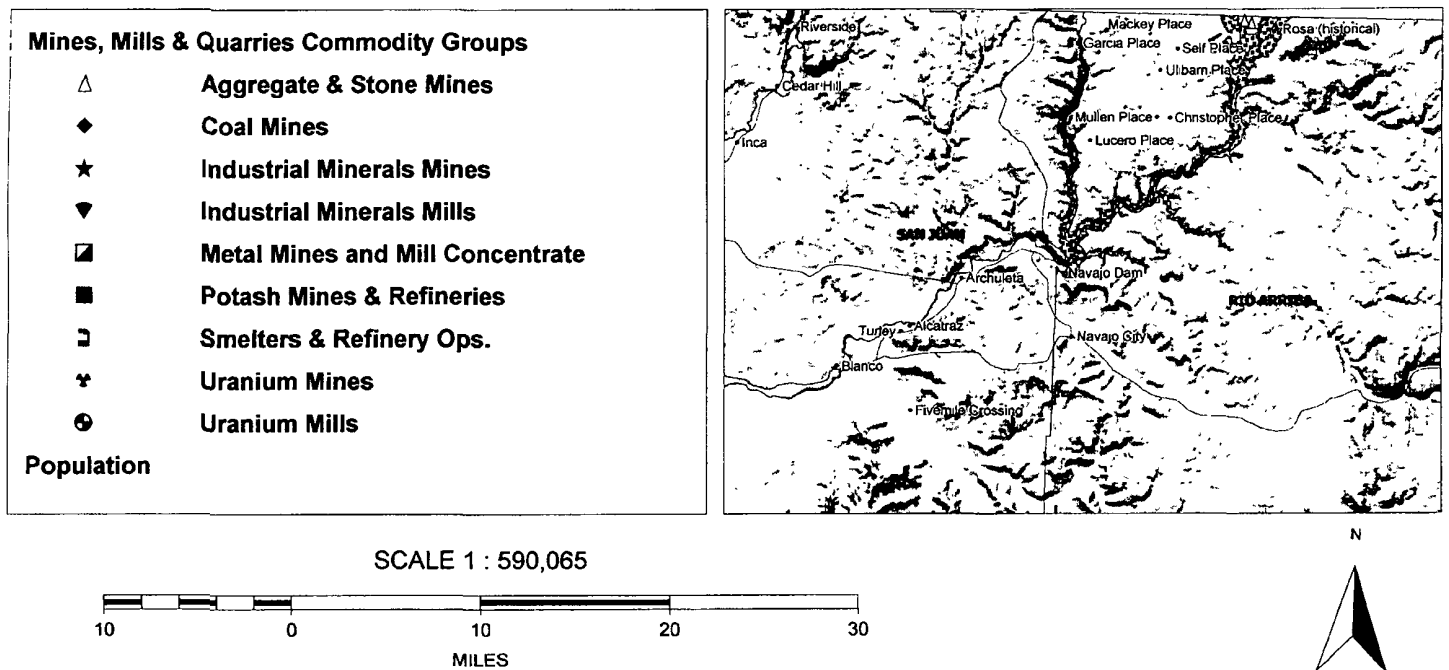 Mines, Mills & Quarries Commodity Groups
Aggregate & Stone Mines
Coal Mines
Industrial Minerals Mines
Industrial Minerals Mills
Metal Mines and Mill Concentrate
Potash Mines & Refineries
Smelters & Refinery Ops.
Uranium Mines
Uranium Mills
Population
Riverside
Mackey Place
Rosa (historical)
Garcia Place
Self Place
Ulibarri Place
Cedar Hill
Mullen Place
Christopher Place
Inca
Lucero Place
SAN JUAN
Archuleta
Navajo Dam
RIO ARRIBA
Turley
Alcatraz
Navajo City
Blanco
Fivemile Crossing
SCALE 1 : 590,065
10 0 10 20 30
MILES
N